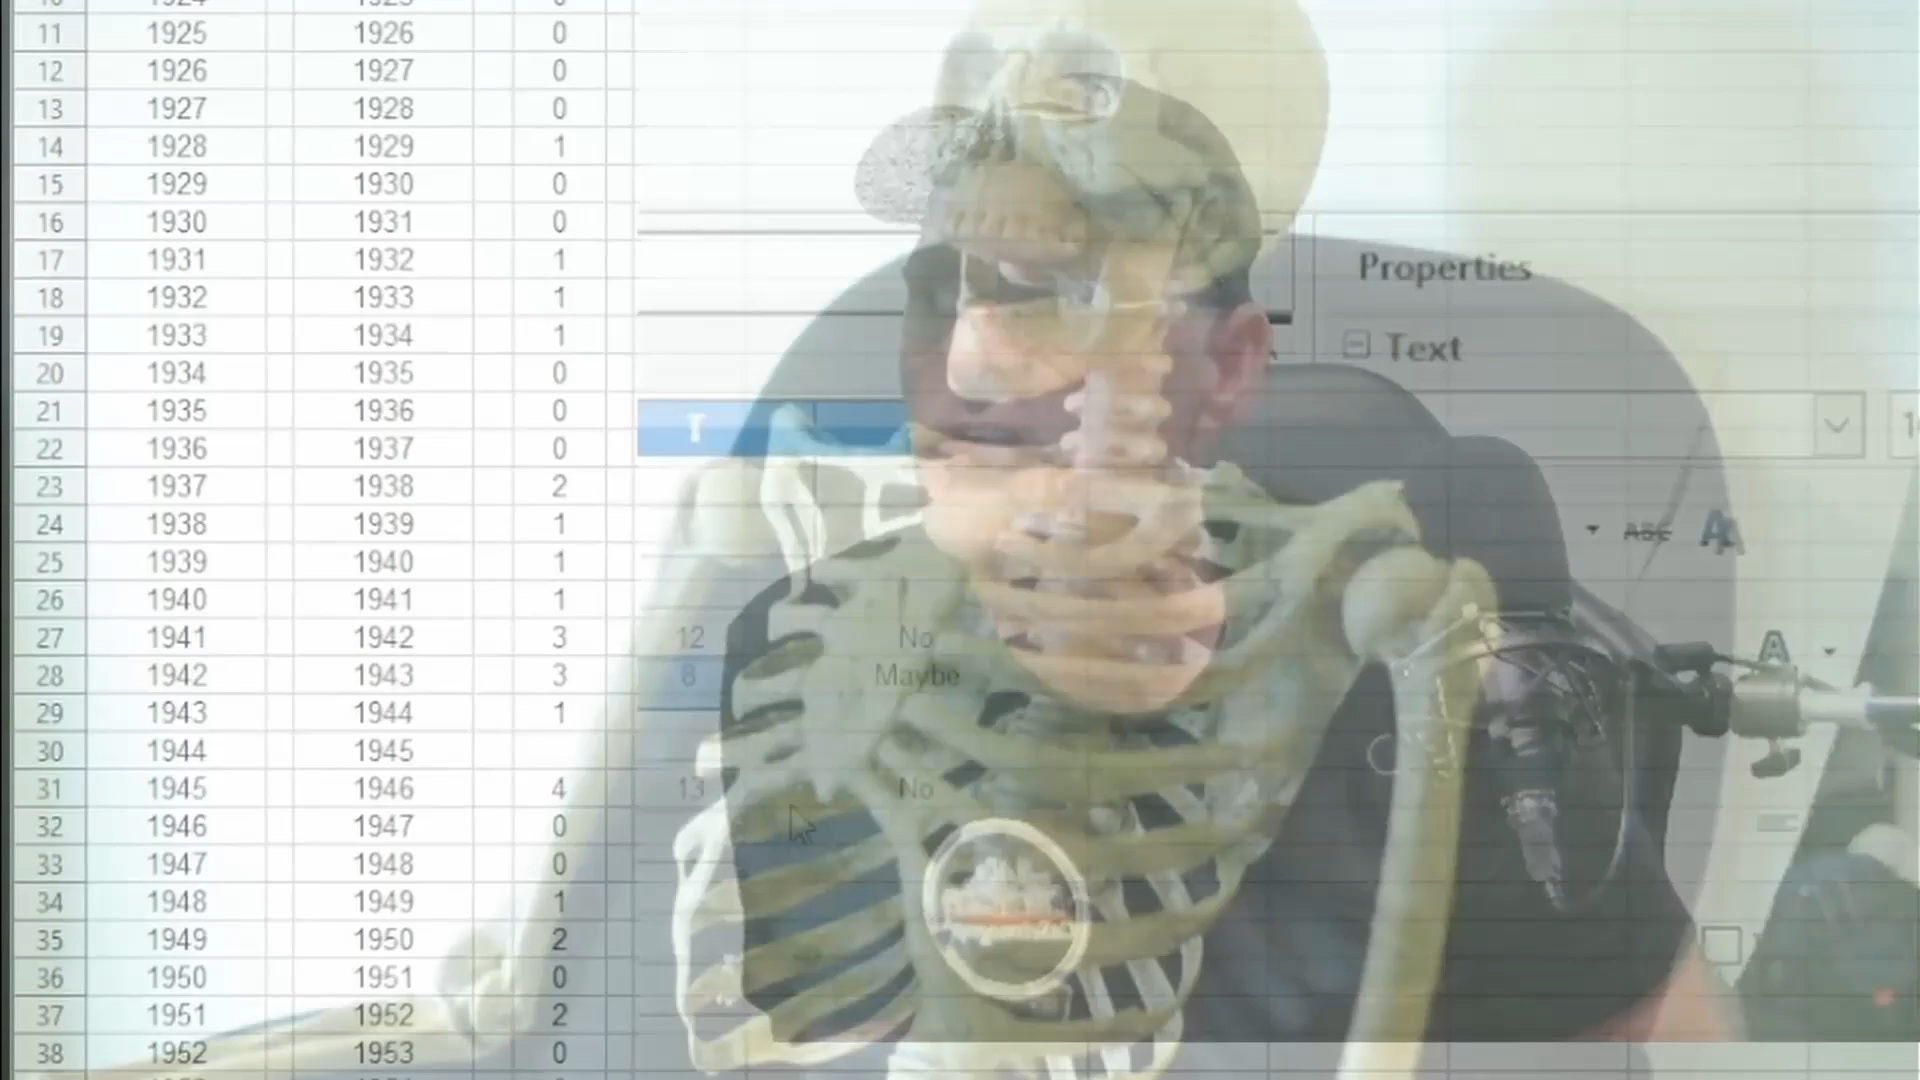 11 1925 1926 0
12 1926 1927 0
13 1927 1928 0
14 1928 1929 1
15 1929 1930 0
16 1930 1931 0
17 1931 1932 1
Properties
18 1932 1933 1
19 1933 1934 1
Text
20 1934 1935 0
21 1935 1936 0
T
22 1936 1937 0
23 1937 1938 2
24 1938 1939 1
ABC A
25 1939 1940 1
26 1940 1941 1
27 1941 1942 3 12 No
A
28 1942 1943 3 8 Maybe
29 1943 1944 1
30 1944 1945
31 1945 1946 4 13 No
32 1946 1947 0
33 1947 1948 0
34 1948 1949 1
35 1949 1950 2
36 1950 1951 0
37 1951 1952 2
38 1952 1953 0